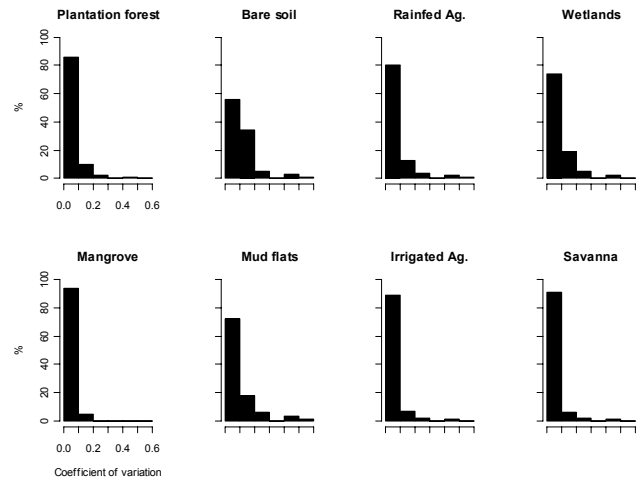 Plantation forest
Bare soil
Rainfed Ag.
Wetlands
%
0 20 40 60 80 100
0.0 0.2 0.4 0.6
Mangrove
Mud flats
Irrigated Ag.
Savanna
%
0 20 40 60 80 100
0.0 0.2 0.4 0.6
Coefficient of variation